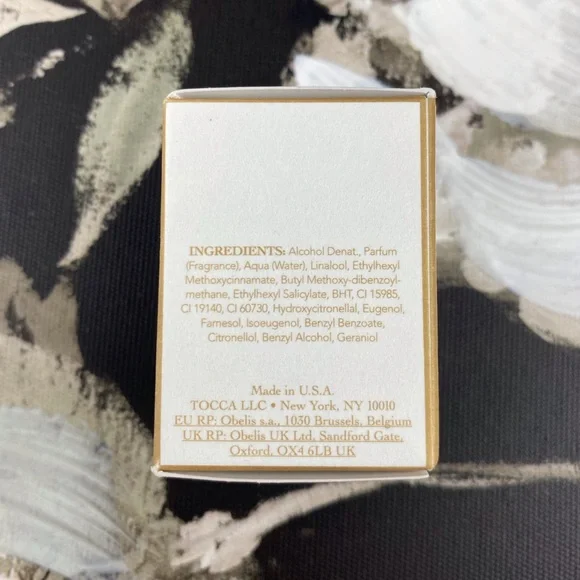 INGREDIENTS: Alcohol Denat., Parfum
(Fragrance), Aqua (Water), Linalool, Ethylhexyl
Methoxycinnamate, Butyl Methoxy-dibenzoyl-
methane, Ethylhexyl Salicylate, BHT, CI 15985,
CI 19140, CI 60730, Hydroxycitronellal, Eugenol,
Farnesol, Isoeugenol, Benzyl Benzoate,
Citronellol, Benzyl Alcohol, Geraniol
Made in U.S.A.
TOCCA LLC • New York, NY 10010
EU RP: Obelis s.a., 1030 Brussels, Belgium
UK RP: Obelis UK Ltd, Sandford Gate,
Oxford, OX4 6LB UK